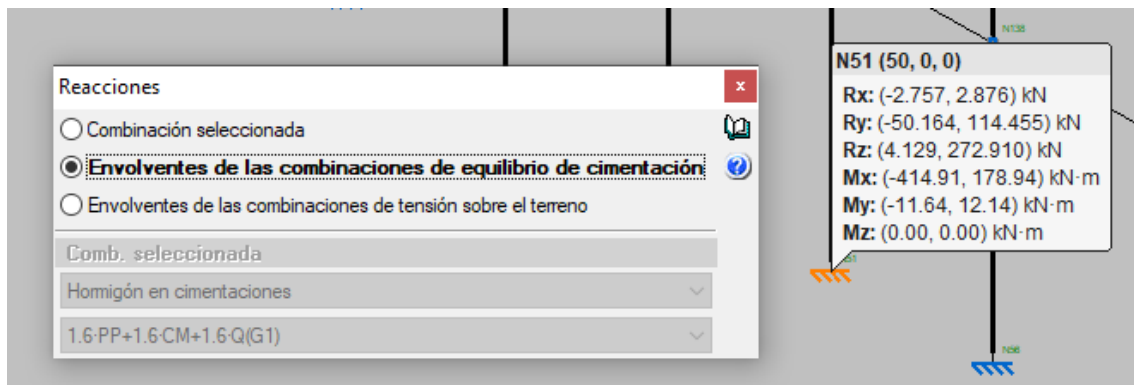 N138
N51 (50, 0, 0)
Reacciones
x
Rx: (-2.757, 2.876) kN
Combinación seleccionada
Ry: (-50.164, 114.455) kN
Rz: (4.129, 272.910) kN
Envolventes de las combinaciones de equilibrio de cimentación
?
Mx: (-414.91, 178.94) kN·m
My: (-11.64, 12.14) kN·m
Envolventes de las combinaciones de tensión sobre el terreno
Mz: (0.00, 0.00) kN·m
Comb. seleccionada
Hormigón en cimentaciones
1.6·PP+1.6·CM+1.6·Q(G1)